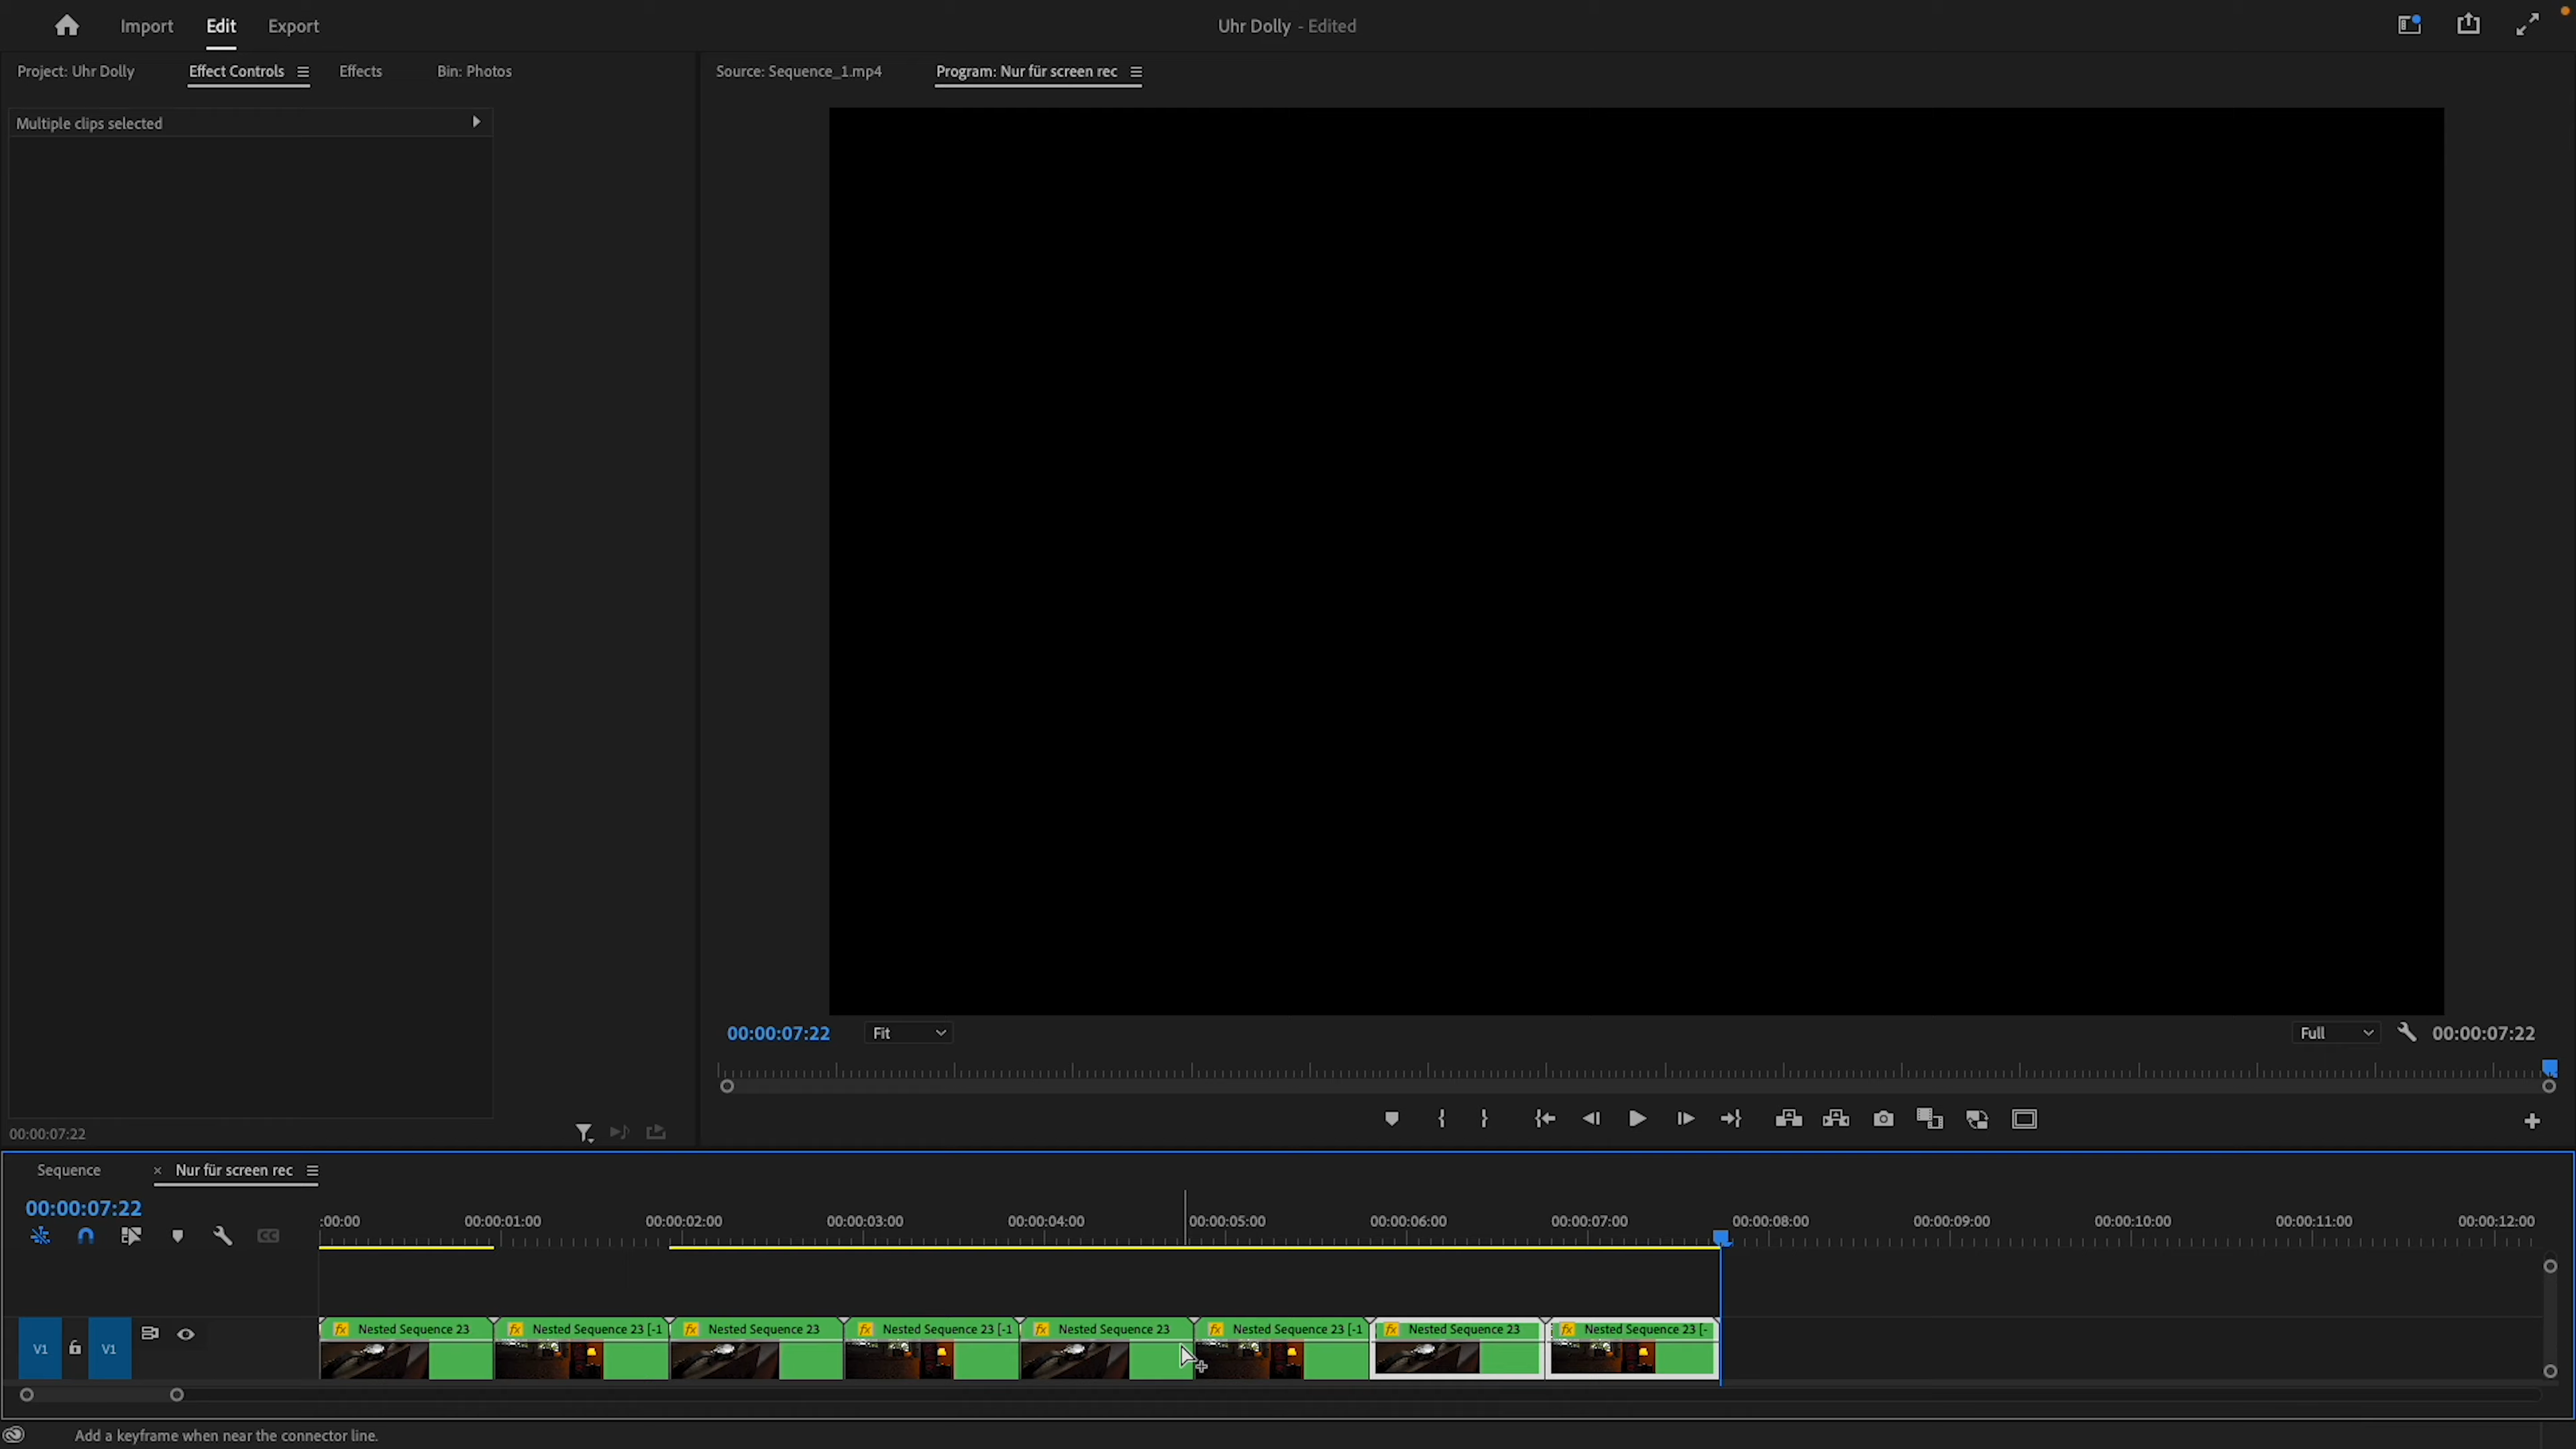 Import Edit Export Uhr Dolly - Edited
Project: Uhr Dolly Effect Controls Effects Bin: Photos Source: Sequence_1.mp4 Program: Nur für screen rec
Multiple clips selected
00:00:07:22 Fit Full 00:00:07:22
00:00:07:22
Sequence × Nur für screen rec
00:00:07:22
:00:00 00:00:01:00 00:00:02:00 00:00:03:00 00:00:04:00 00:00:05:00 00:00:06:00 00:00:07:00 00:00:08:00 00:00:09:00 00:00:10:00 00:00:11:00 00:00:12:00
CC
fx Nested Sequence 23 fx Nested Sequence 23 [-1 fx Nested Sequence 23 fx Nested Sequence 23 [-1 fx Nested Sequence 23 fx Nested Sequence 23 [-1 fx Nested Sequence 23 fx Nested Sequence 23 [-
V1 V1
Add a keyframe when near the connector line.